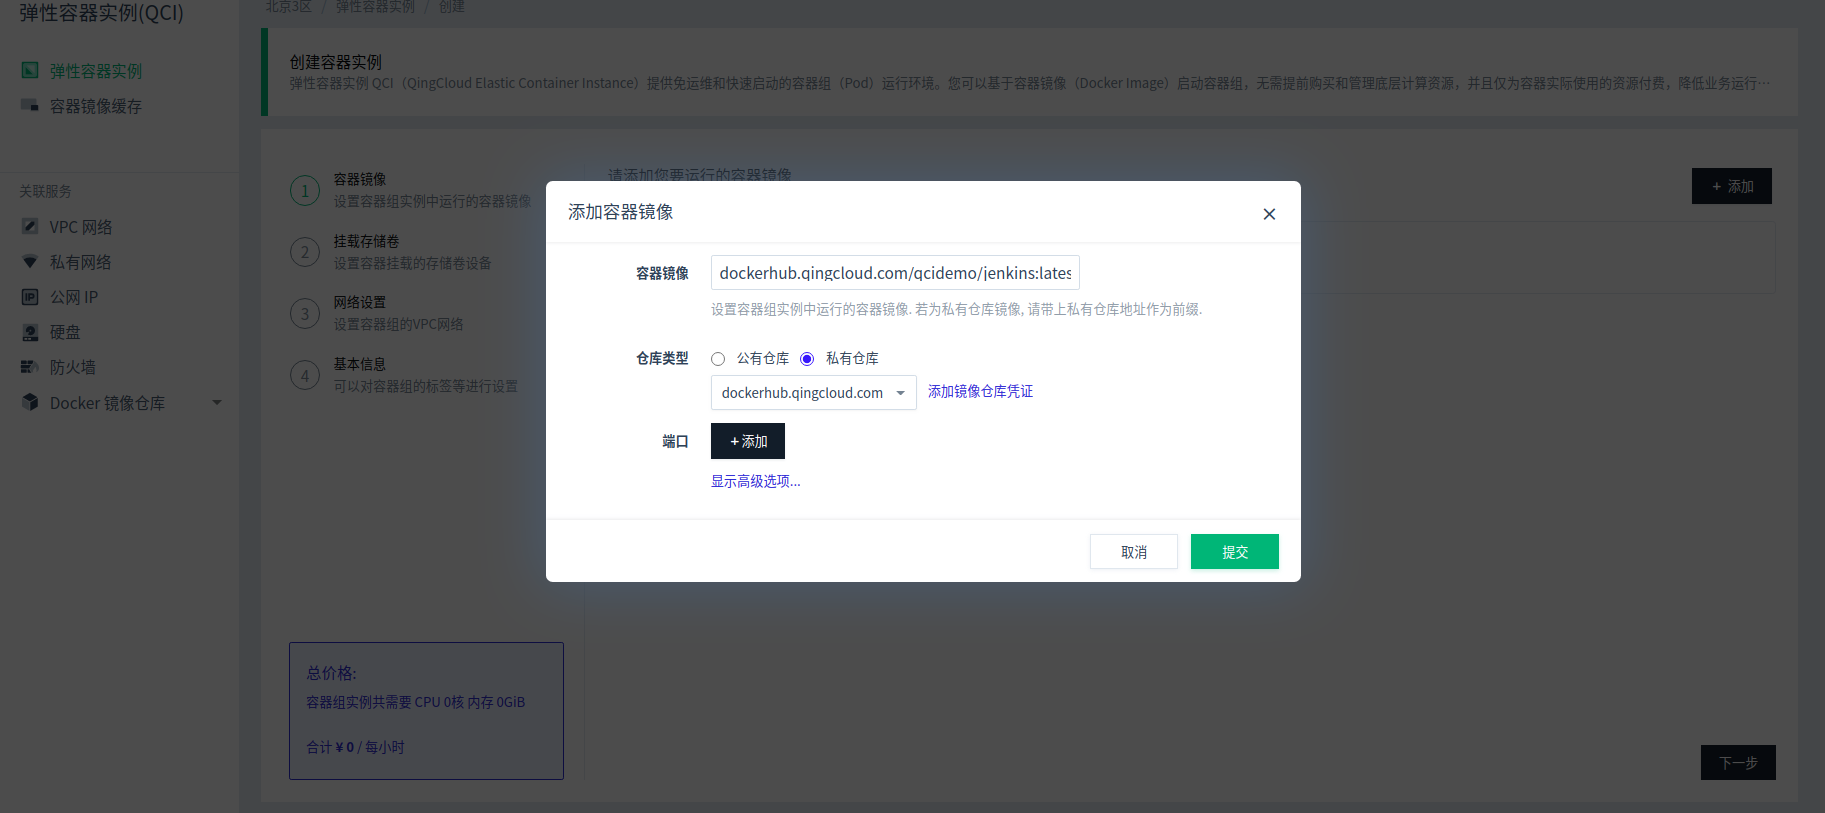 弹性容器实例(QCI)
弹性容器实例
容器镜像缓存
关联服务
VPC 网络
私有网络
公网 IP
硬盘
防火墙
Docker 镜像仓库
北京3区 / 弹性容器实例 / 创建
创建容器实例
弹性容器实例 QCI（QingCloud Elastic Container Instance）提供免运维和快速启动的容器组（Pod）运行环境。您可以基于容器镜像（Docker Image）启动容器组，无需提前购买和管理底层计算资源，并且仅为容器实际使用的资源付费，降低业务运行…
1 容器镜像
设置容器组实例中运行的容器镜像
2 挂载存储卷
设置容器挂载的存储卷设备
3 网络设置
设置容器组的VPC网络
4 基本信息
可以对容器组的标签等进行设置
总价格:
容器组实例共需要 CPU 0核 内存 0GiB
合计 ¥ 0 / 每小时
请添加您要运行的容器镜像
+ 添加
添加容器镜像
×
容器镜像 dockerhub.qingcloud.com/qcidemo/jenkins:lates
设置容器组实例中运行的容器镜像. 若为私有仓库镜像, 请带上私有仓库地址作为前缀.
仓库类型 公有仓库 私有仓库
dockerhub.qingcloud.com 添加镜像仓库凭证
端口 +添加
显示高级选项...
取消 提交
下一步